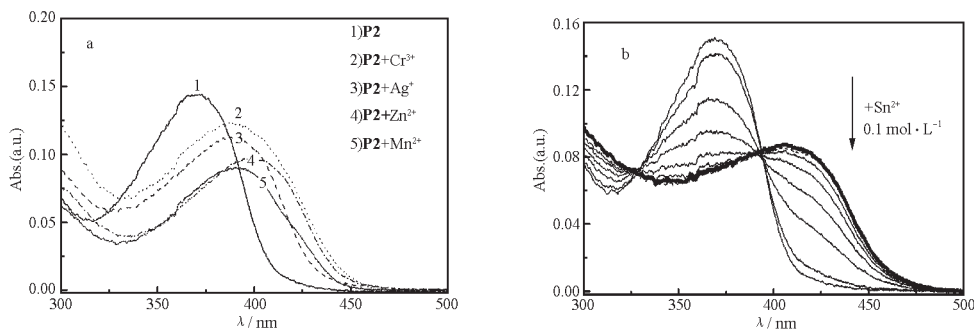 0.20
0.15
0.10
0.05
0.00
Abs.(a.u.)
a
1
2
3
4
5
1)P2
2)P2+Cr³⁺
3)P2+Ag⁺
4)P2+Zn²⁺
5)P2+Mn²⁺
300 350 400 450 500
λ / nm
0.16
0.12
0.08
0.04
0.00
Abs.(a.u.)
b
+Sn²⁺
0.1 mol · L⁻¹
300 350 400 450 500
λ / nm